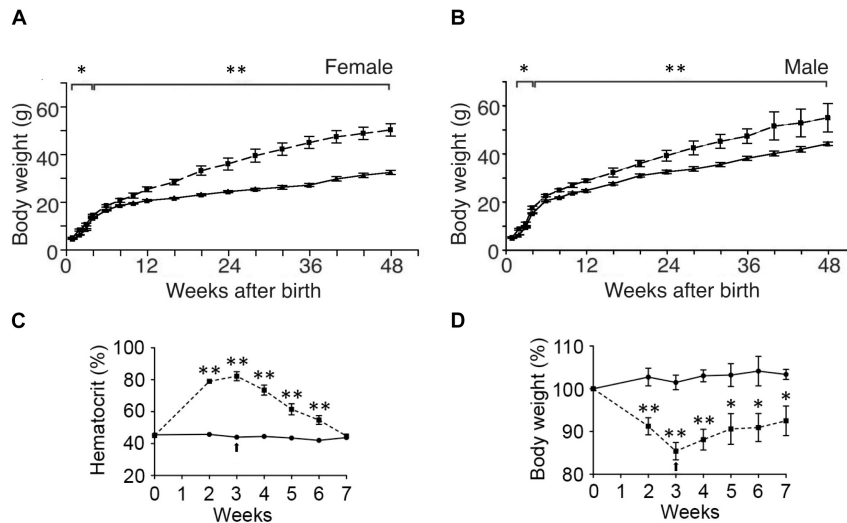 A
B
* ** Female
* ** Male
Body weight (g)
60
40
20
0
0 12 24 36 48
Weeks after birth
Body weight (g)
60
40
20
0
0 12 24 36 48
Weeks after birth
C
D
Hematocrit (%)
100
80
60
40
20
** ** ** ** **
0 1 2 3 4 5 6 7
Weeks
Body weight (%)
110
100
90
80
** ** ** * * *
0 1 2 3 4 5 6 7
Weeks